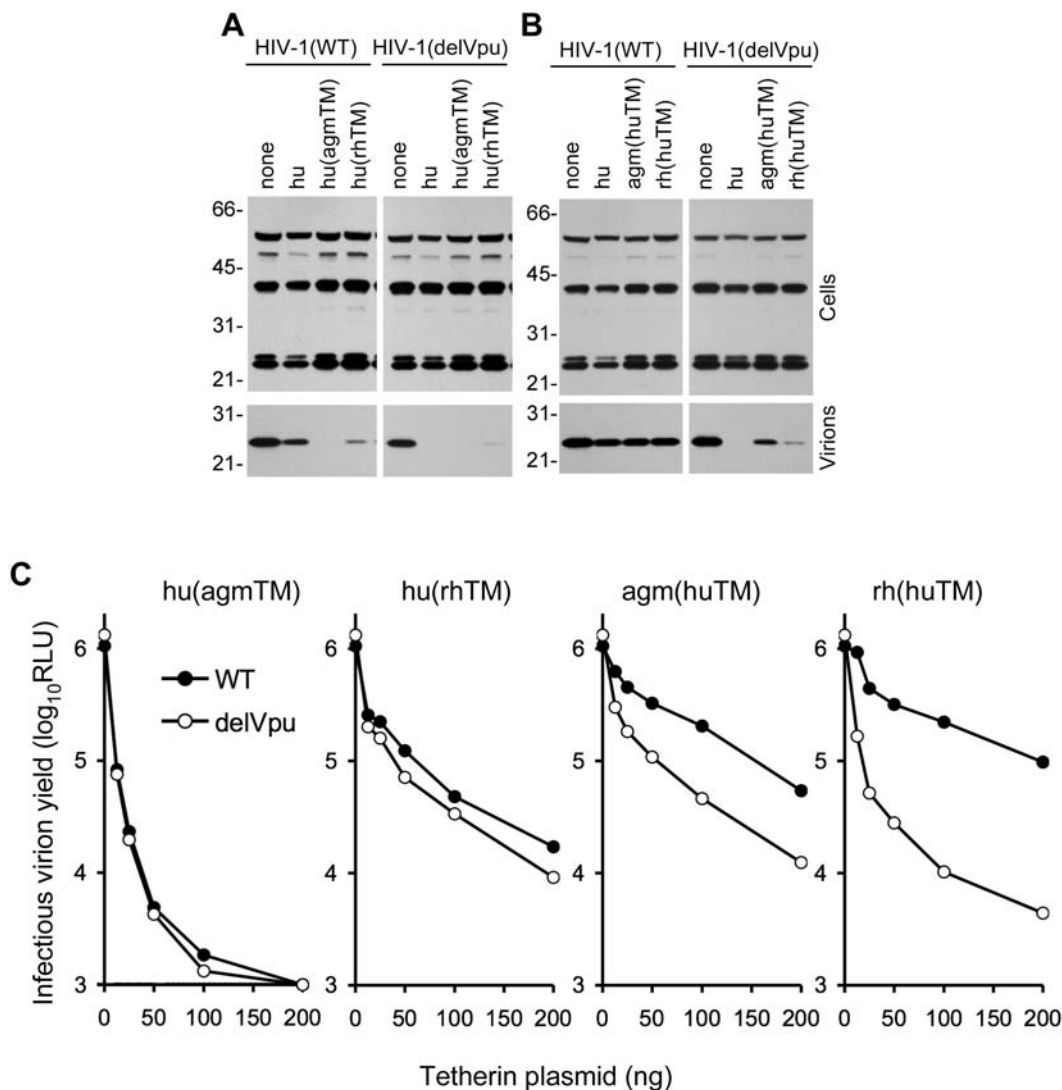 A
HIV-1(WT) HIV-1(delVpu)
none hu hu(agmTM) hu(rhTM) none hu hu(agmTM) hu(rhTM)
66-
45-
31-
21-
31-
21-
B
HIV-1(WT) HIV-1(delVpu)
none hu agm(huTM) rh(huTM) none hu agm(huTM) rh(huTM)
66-
45-
31-
21-
31-
21-
Cells
Virions
C
hu(agmTM) hu(rhTM) agm(huTM) rh(huTM)
WT
delVpu
Infectious virion yield (log₁₀RLU)
6 6 6 6
5 5 5 5
4 4 4 4
3 3 3 3
0 50 100 150 200 0 50 100 150 200 0 50 100 150 200 0 50 100 150 200
Tetherin plasmid (ng)